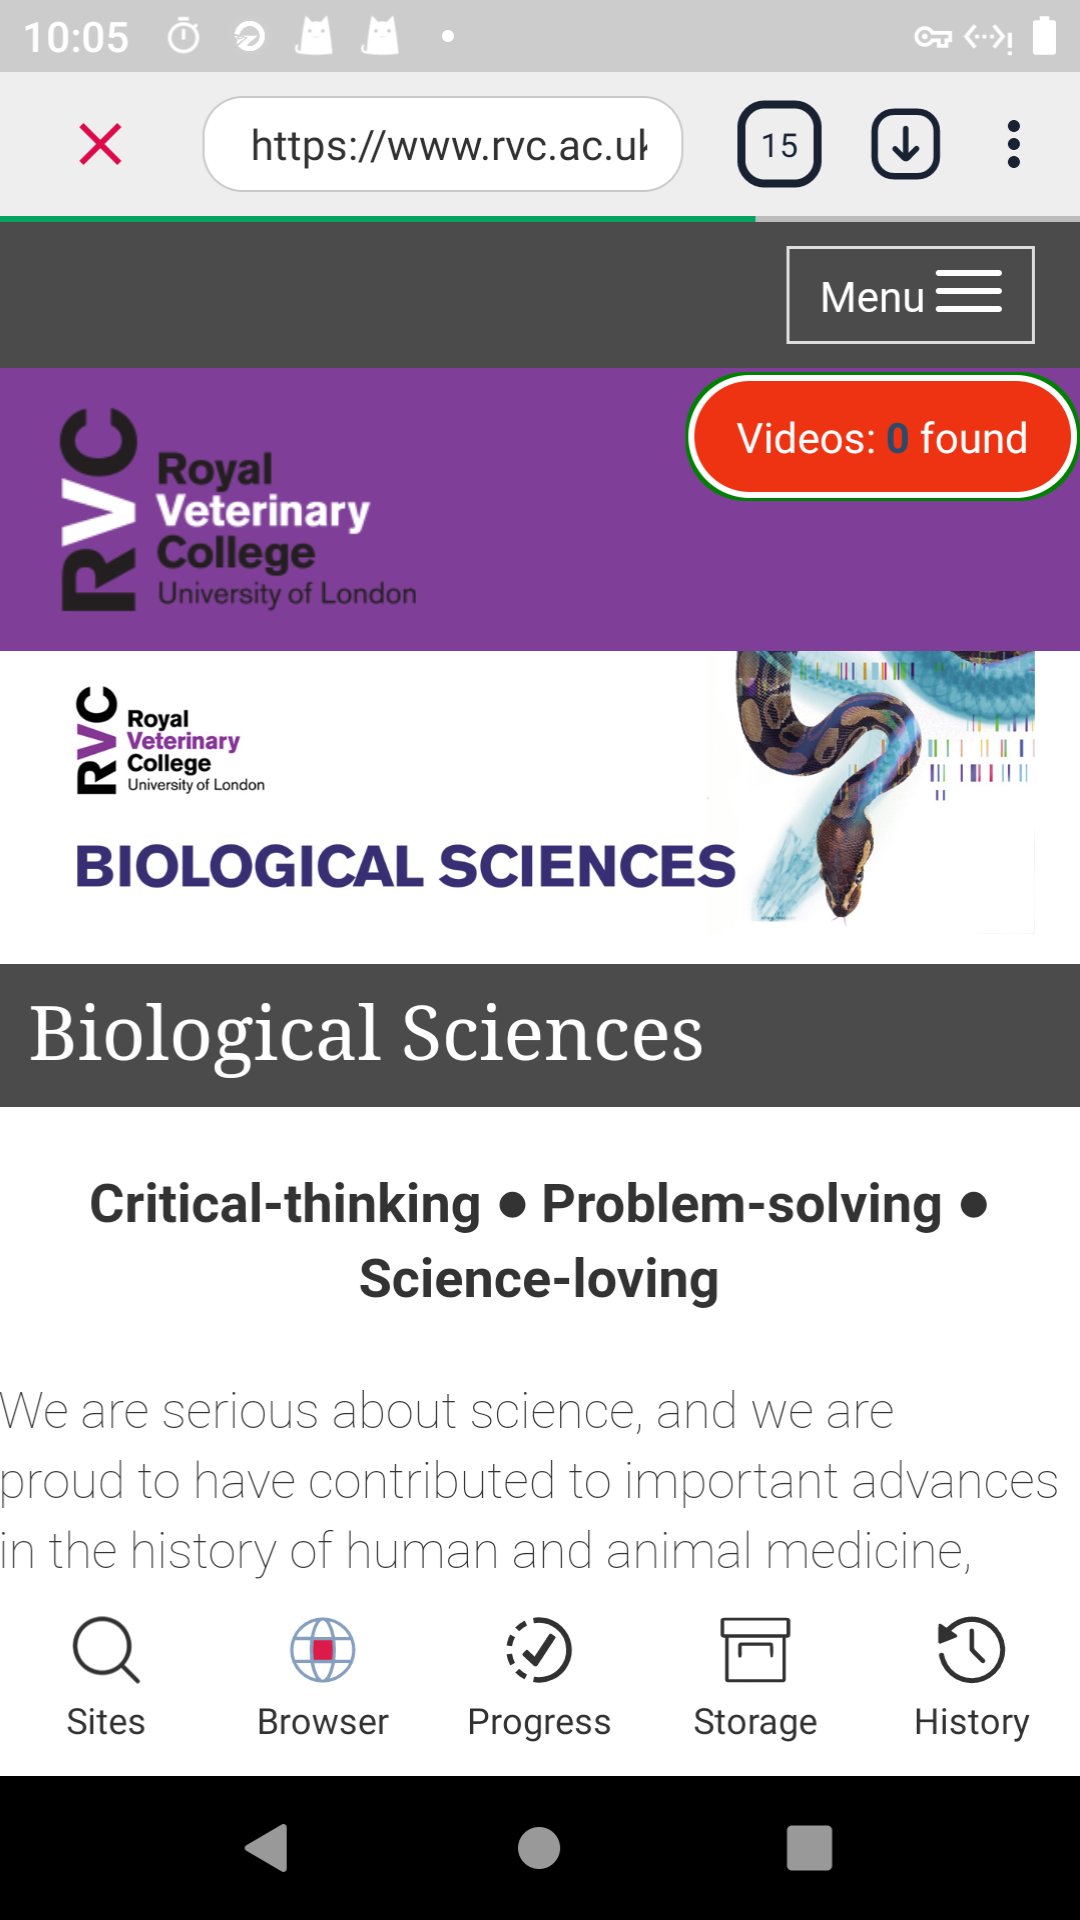 10:05
https://www.rvc.ac.uk
15
Menu
Videos: 0 found
RVC
Royal
Veterinary
College
University of London
RVC
Royal
Veterinary
College
University of London
BIOLOGICAL SCIENCES
Biological Sciences
Critical-thinking ● Problem-solving ●
Science-loving
We are serious about science, and we are
proud to have contributed to important advances
in the history of human and animal medicine,
Sites
Browser
Progress
Storage
History